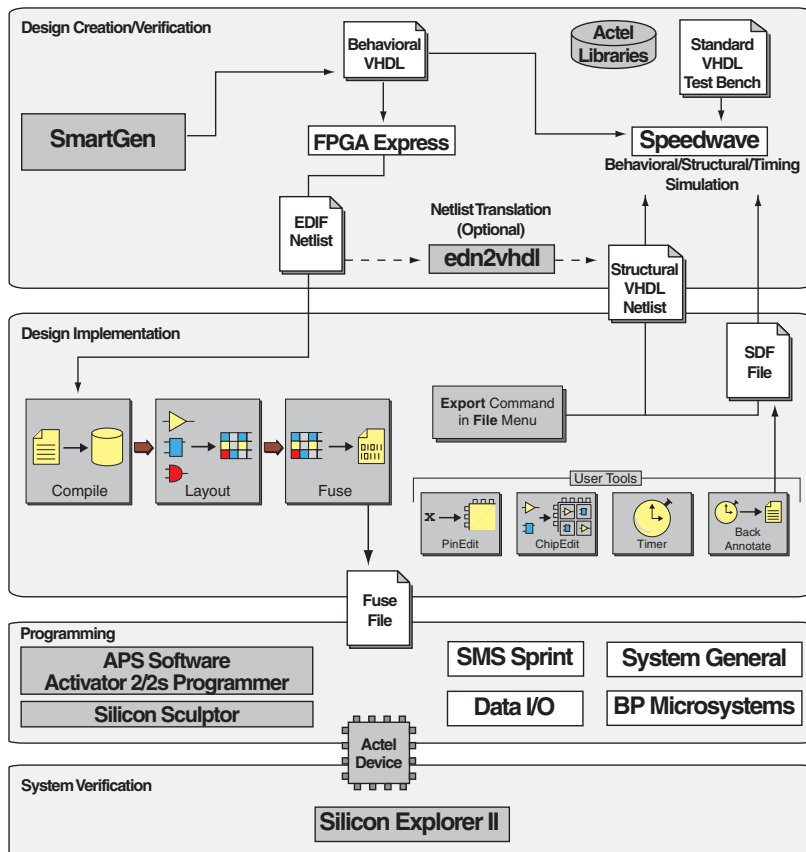 Design Creation/Verification
Behavioral
VHDL
Actel
Libraries
Standard
VHDL
Test Bench
SmartGen
FPGA Express
Speedwave
Behavioral/Structural/Timing
Simulation
EDIF
Netlist
Netlist Translation
(Optional)
edn2vhdl
Structural
VHDL
Netlist
Design Implementation
SDF
File
Export Command
in File Menu
01011
10111
Compile
Layout
Fuse
User Tools
x
PinEdit
ChipEdit
Timer
Back
Annotate
Fuse
File
Programming
APS Software
Activator 2/2s Programmer
Silicon Sculptor
SMS Sprint
System General
Data I/O
BP Microsystems
Actel
Device
System Verification
Silicon Explorer II